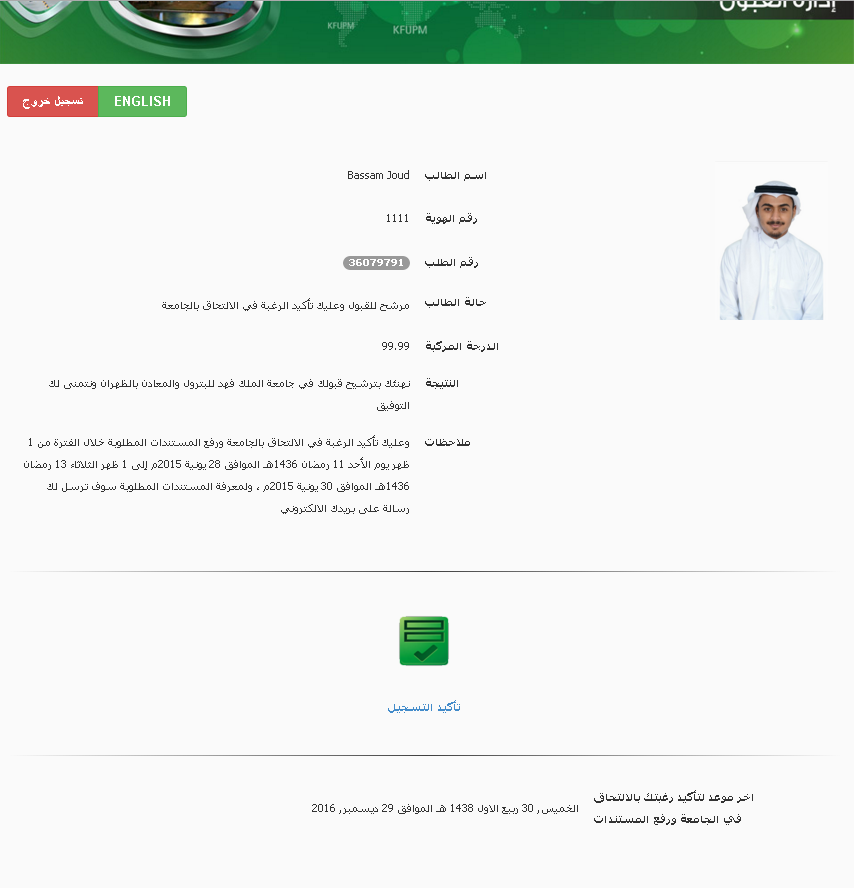 إدارة القبول
KFUPM
KFUPM
تسجيل خروج
ENGLISH
اسم الطالب Bassam Joud
رقم الهوية 1111
رقم الطلب 36079791
حالة الطالب مرشح للقبول وعليك تأكيد الرغبة في الالتحاق بالجامعة
الدرجة المركبة 99.99
النتيجة نهنئك بترشيح قبولك في جامعة الملك فهد للبترول والمعادن بالظهران ونتمنى لك
التوفيق
ملاحظات وعليك تأكيد الرغبة في الالتحاق بالجامعة ورفع المستندات المطلوبة خلال الفترة من 1
ظهر يوم الأحد 11 رمضان 1436هـ الموافق 28 يونية 2015م إلى 1 ظهر الثلاثاء 13 رمضان
1436هـ الموافق 30 يونية 2015م ، ولمعرفة المستندات المطلوبة سوف ترسل لك
رسالة على بريدك الالكتروني
تأكيد التسجيل
اخر موعد لتأكيد رغبتك بالالتحاق
في الجامعة ورفع المستندات
الخميس, 30 ربيع الاول 1438 هـ الموافق 29 ديسمبر, 2016